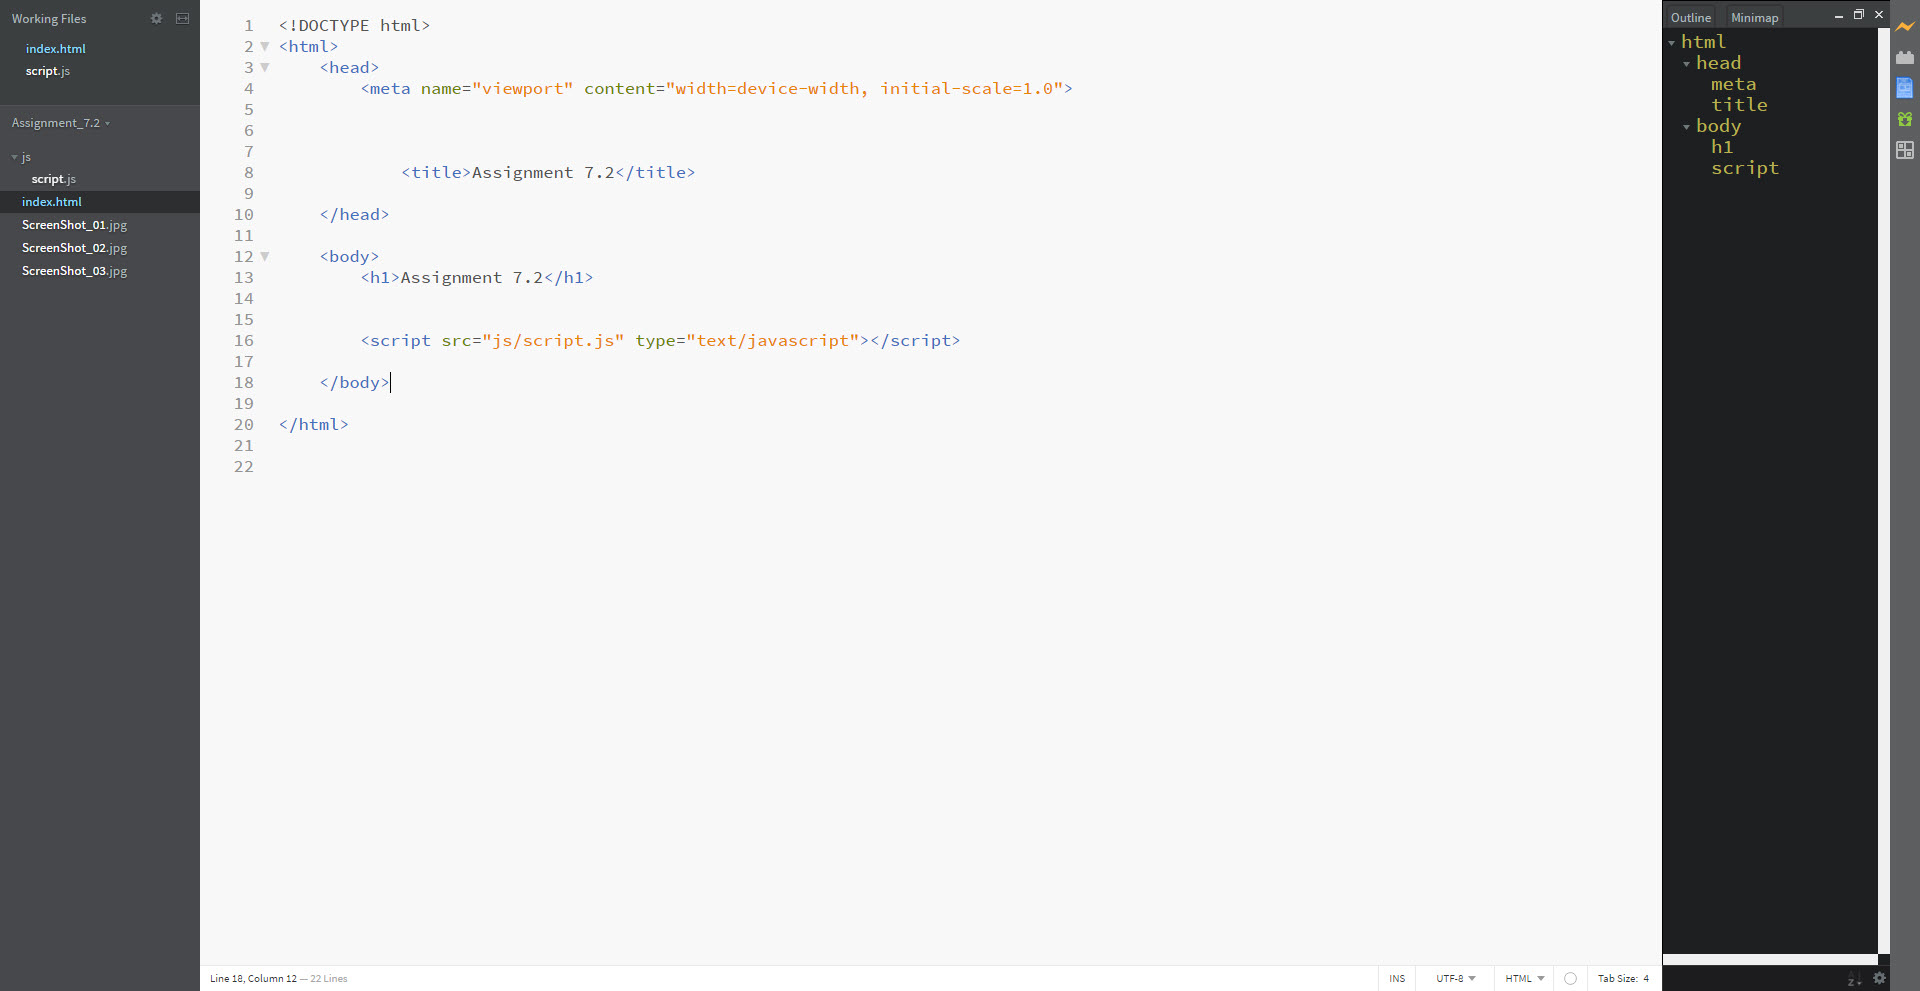 Working Files
index.html
script.js
Assignment_7.2
js
script.js
index.html
ScreenShot_01.jpg
ScreenShot_02.jpg
ScreenShot_03.jpg
1 <!DOCTYPE html>
2 <html>
3 <head>
4 <meta name="viewport" content="width=device-width, initial-scale=1.0">
5
6
7
8 <title>Assignment 7.2</title>
9
10 </head>
11
12 <body>
13 <h1>Assignment 7.2</h1>
14
15
16 <script src="js/script.js" type="text/javascript"></script>
17
18 </body>
19
20 </html>
21
22
Line 18, Column 12 — 22 Lines
INS UTF-8 HTML Tab Size: 4
Outline Minimap
html
head
meta
title
body
h1
script